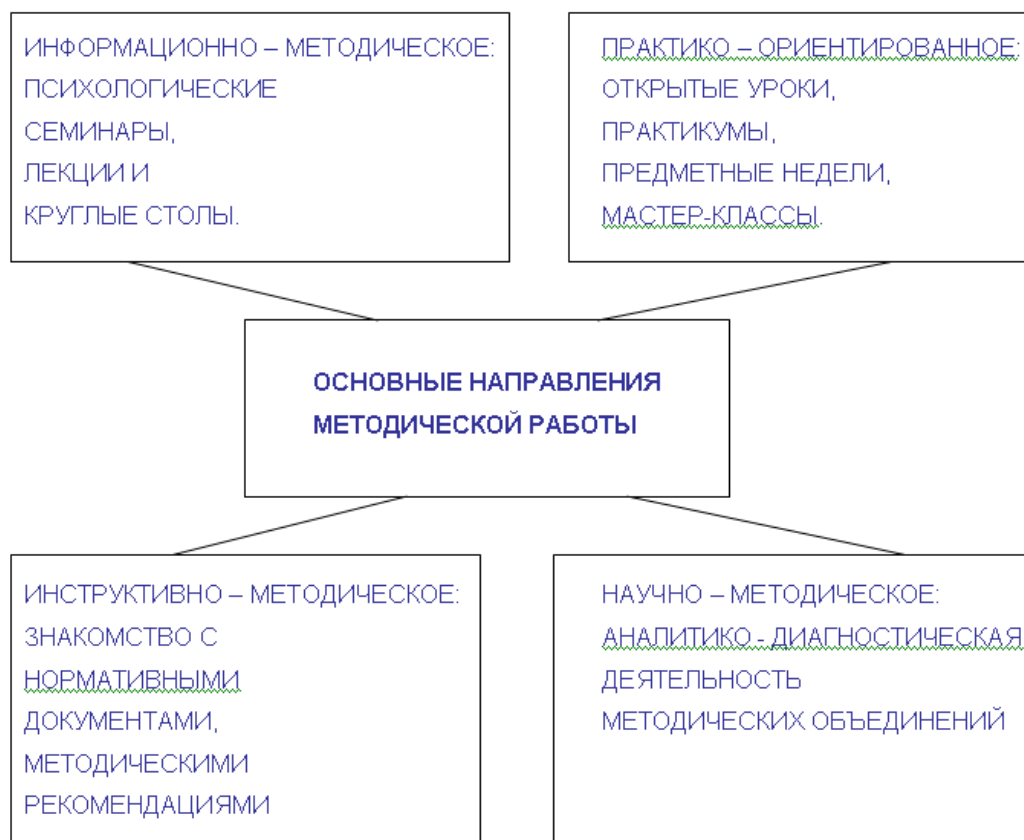 ИНФОРМАЦИОННО – МЕТОДИЧЕСКОЕ:
ПСИХОЛОГИЧЕСКИЕ
СЕМИНАРЫ,
ЛЕКЦИИ И
КРУГЛЫЕ СТОЛЫ.
ПРАКТИКО – ОРИЕНТИРОВАННОЕ:
ОТКРЫТЫЕ УРОКИ,
ПРАКТИКУМЫ,
ПРЕДМЕТНЫЕ НЕДЕЛИ,
МАСТЕР-КЛАССЫ.
ОСНОВНЫЕ НАПРАВЛЕНИЯ
МЕТОДИЧЕСКОЙ РАБОТЫ
ИНСТРУКТИВНО – МЕТОДИЧЕСКОЕ:
ЗНАКОМСТВО С
НОРМАТИВНЫМИ
ДОКУМЕНТАМИ,
МЕТОДИЧЕСКИМИ
РЕКОМЕНДАЦИЯМИ
НАУЧНО – МЕТОДИЧЕСКОЕ:
АНАЛИТИКО - ДИАГНОСТИЧЕСКАЯ
ДЕЯТЕЛЬНОСТЬ
МЕТОДИЧЕСКИХ ОБЪЕДИНЕНИЙ